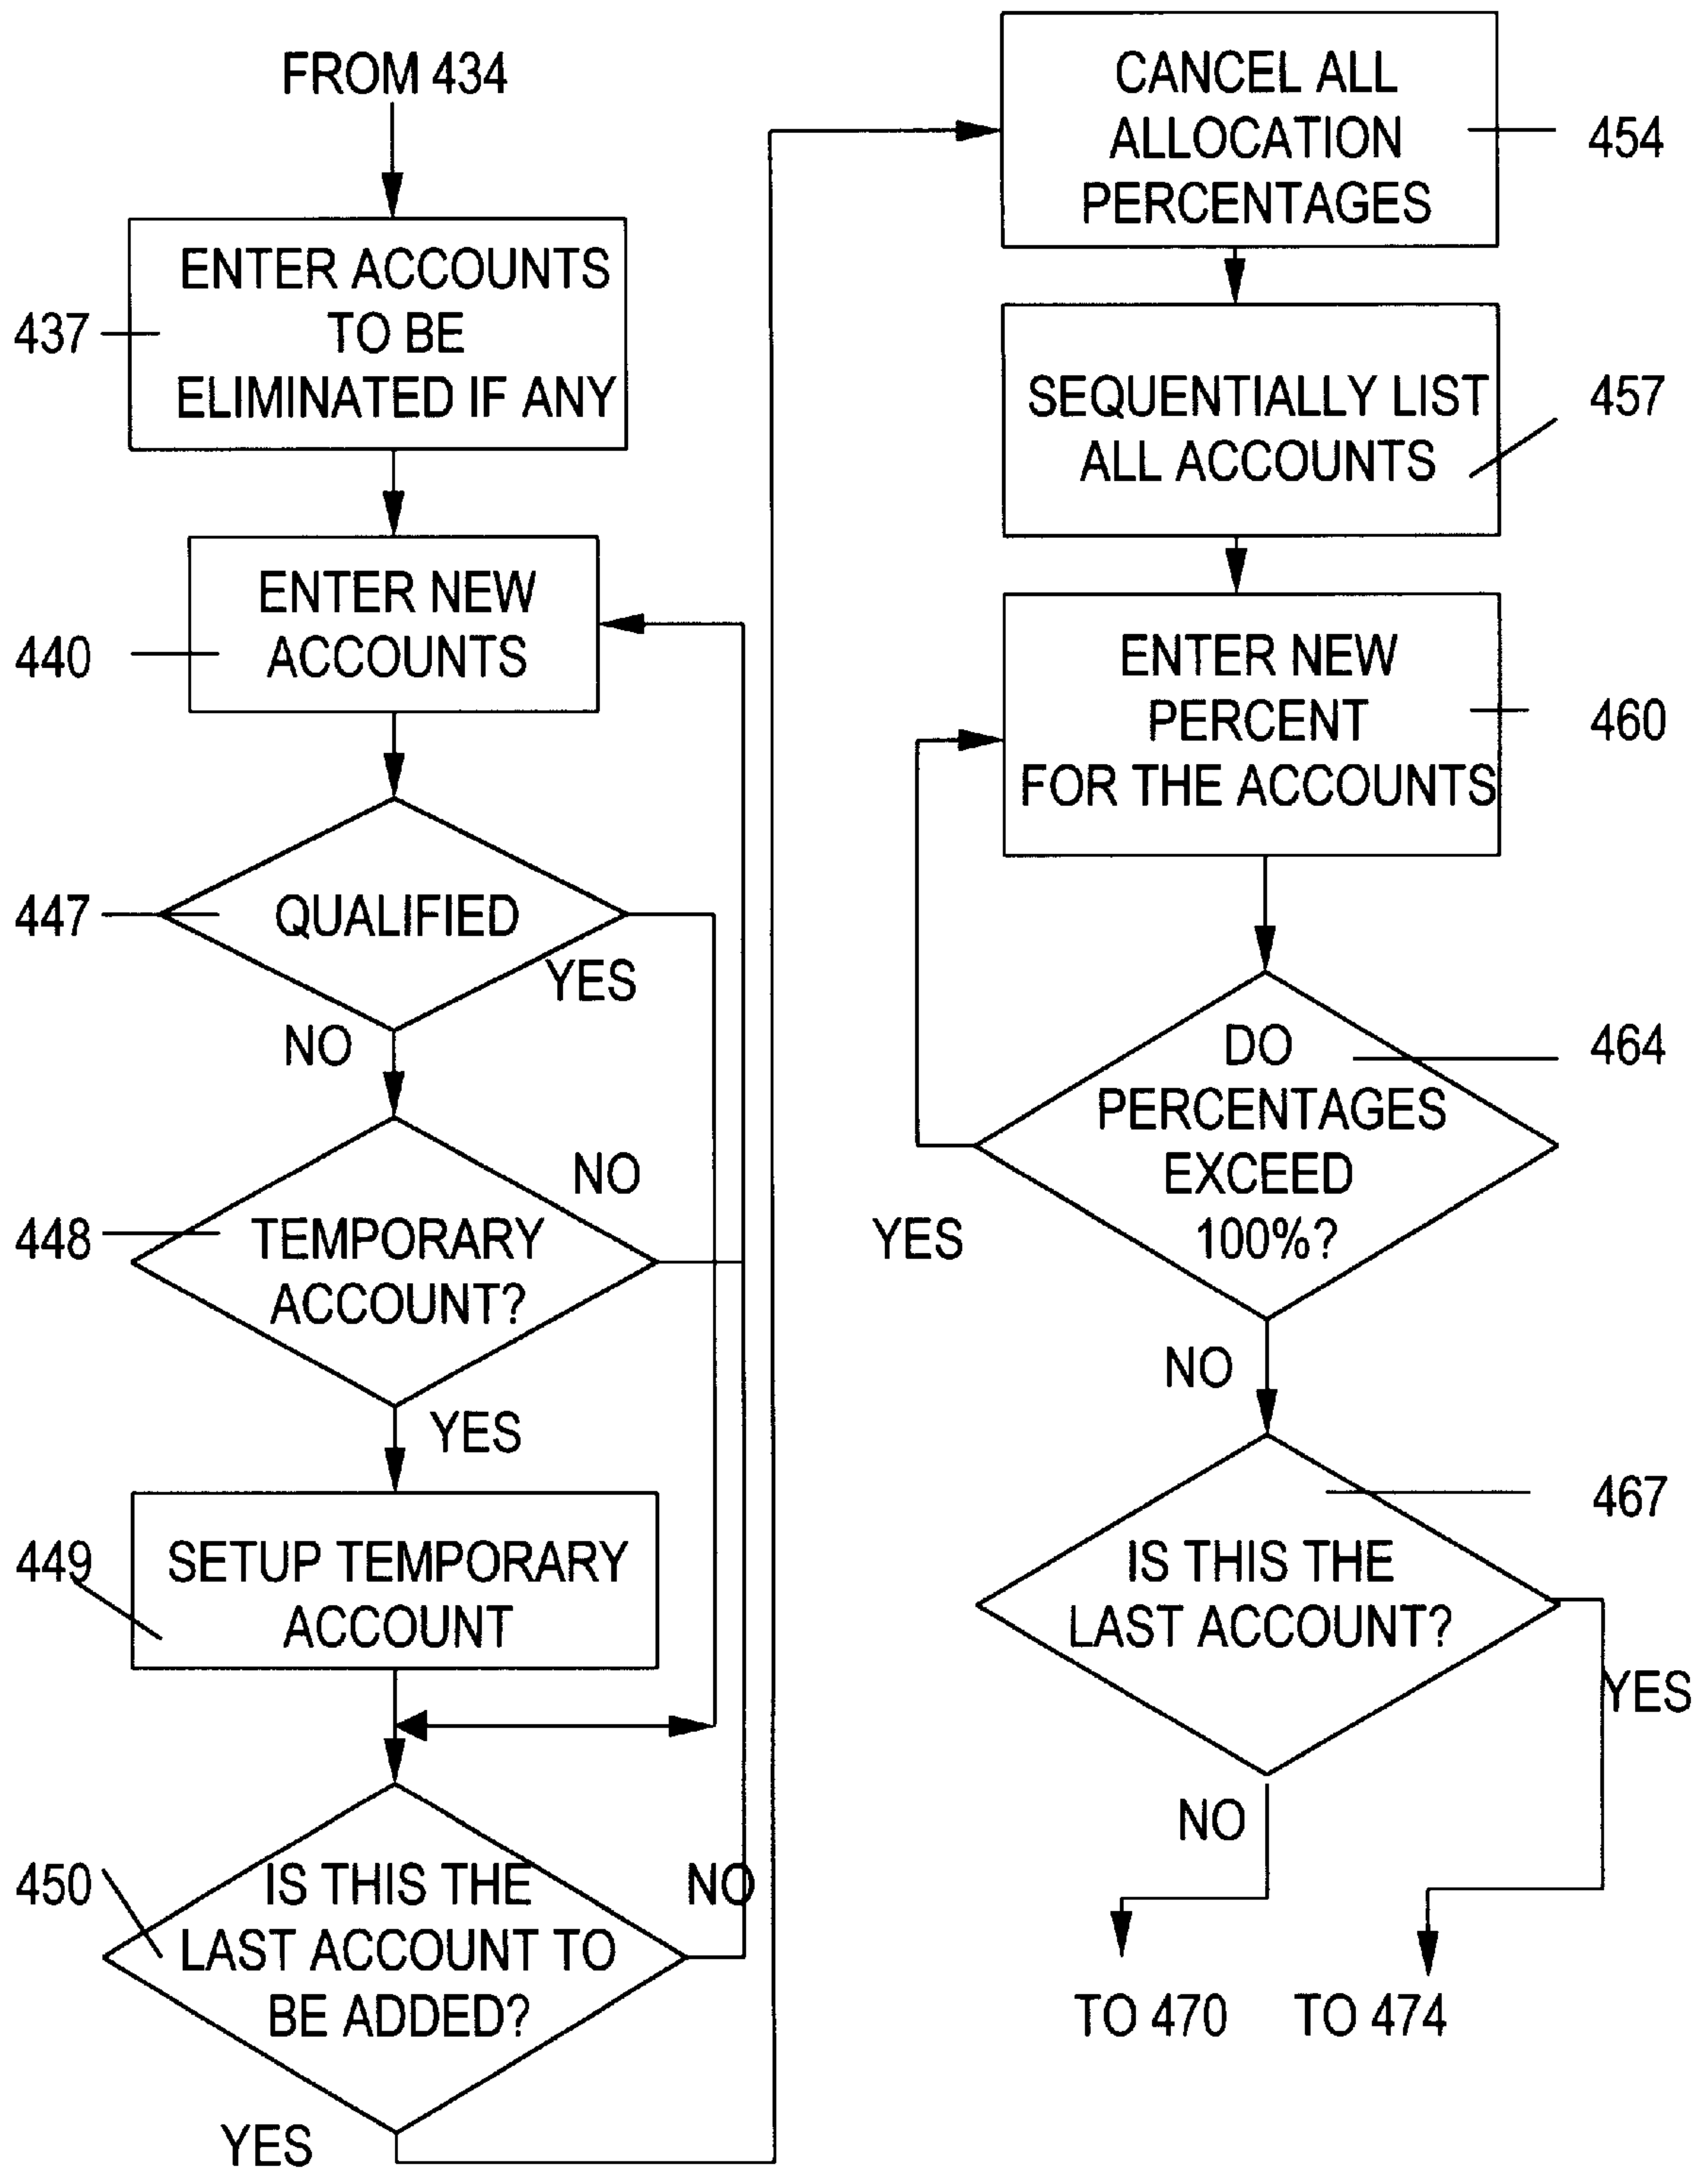 FROM 434
437
ENTER ACCOUNTS
TO BE
ELIMINATED IF ANY
440
ENTER NEW
ACCOUNTS
447
QUALIFIED
YES
NO
448
NO
TEMPORARY
ACCOUNT?
YES
449
SETUP TEMPORARY
ACCOUNT
450
IS THIS THE
LAST ACCOUNT TO
BE ADDED?
NO
YES
CANCEL ALL
ALLOCATION
PERCENTAGES
454
SEQUENTIALLY LIST
ALL ACCOUNTS
457
ENTER NEW
PERCENT
FOR THE ACCOUNTS
460
DO
PERCENTAGES
EXCEED
100%?
464
YES
NO
467
IS THIS THE
LAST ACCOUNT?
YES
NO
TO 470
TO 474